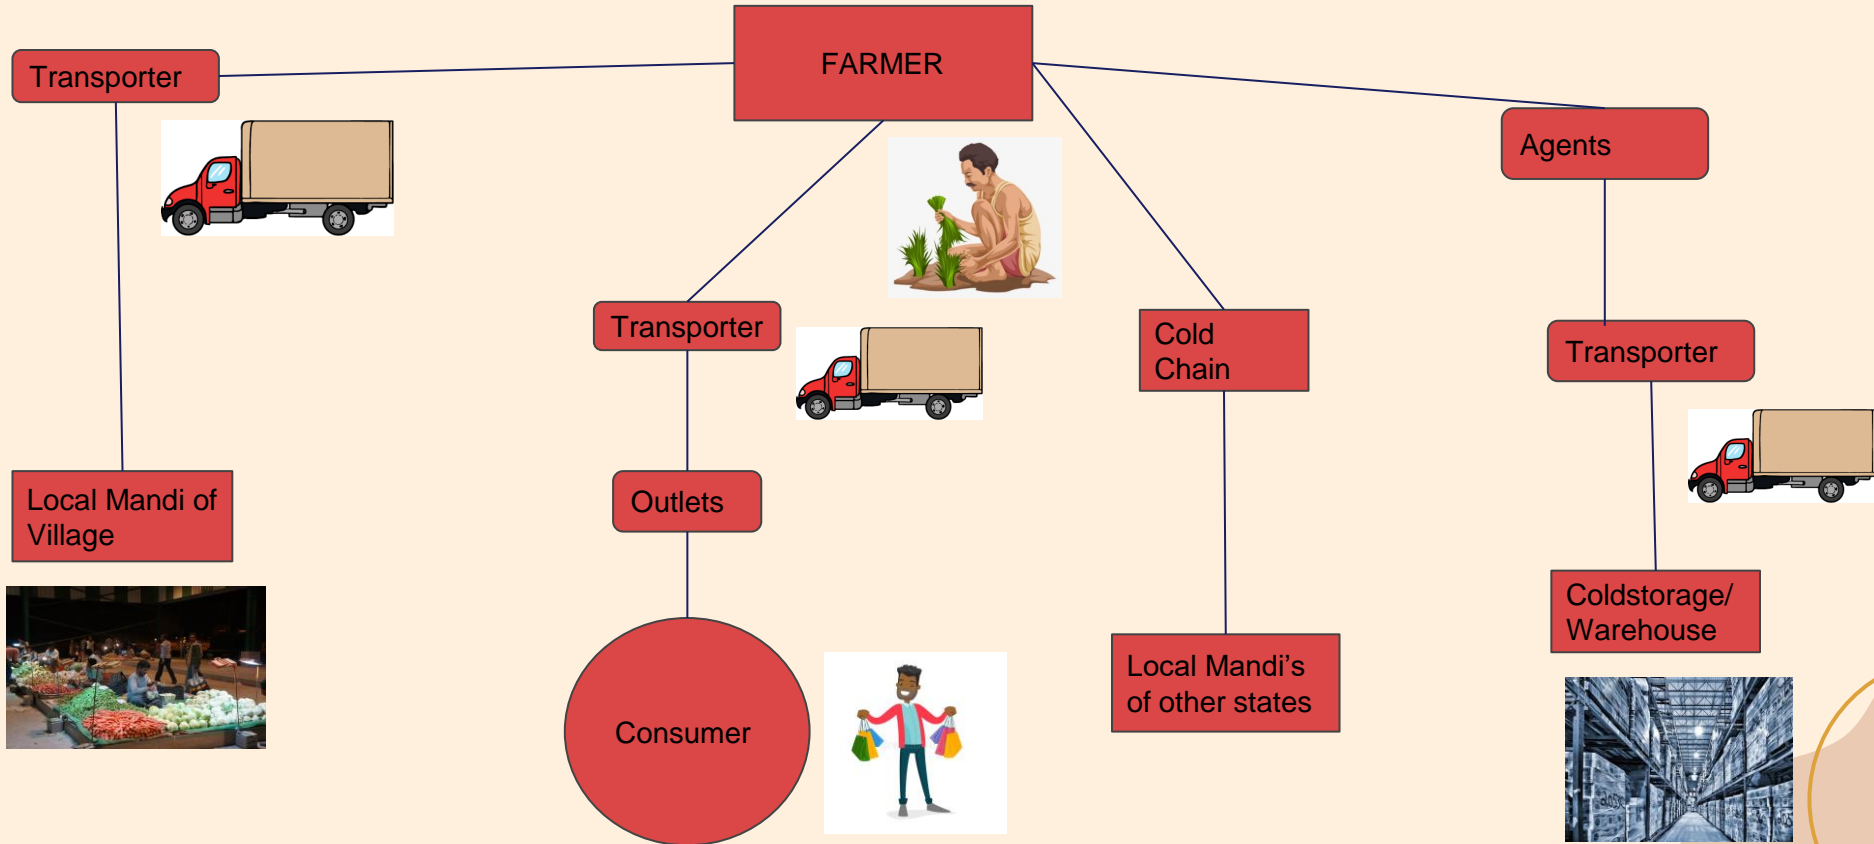 FARMER
Transporter
Agents
Transporter
Cold
Chain
Transporter
Local Mandi of
Village
Outlets
Coldstorage/
Warehouse
Local Mandi’s
of other states
Consumer